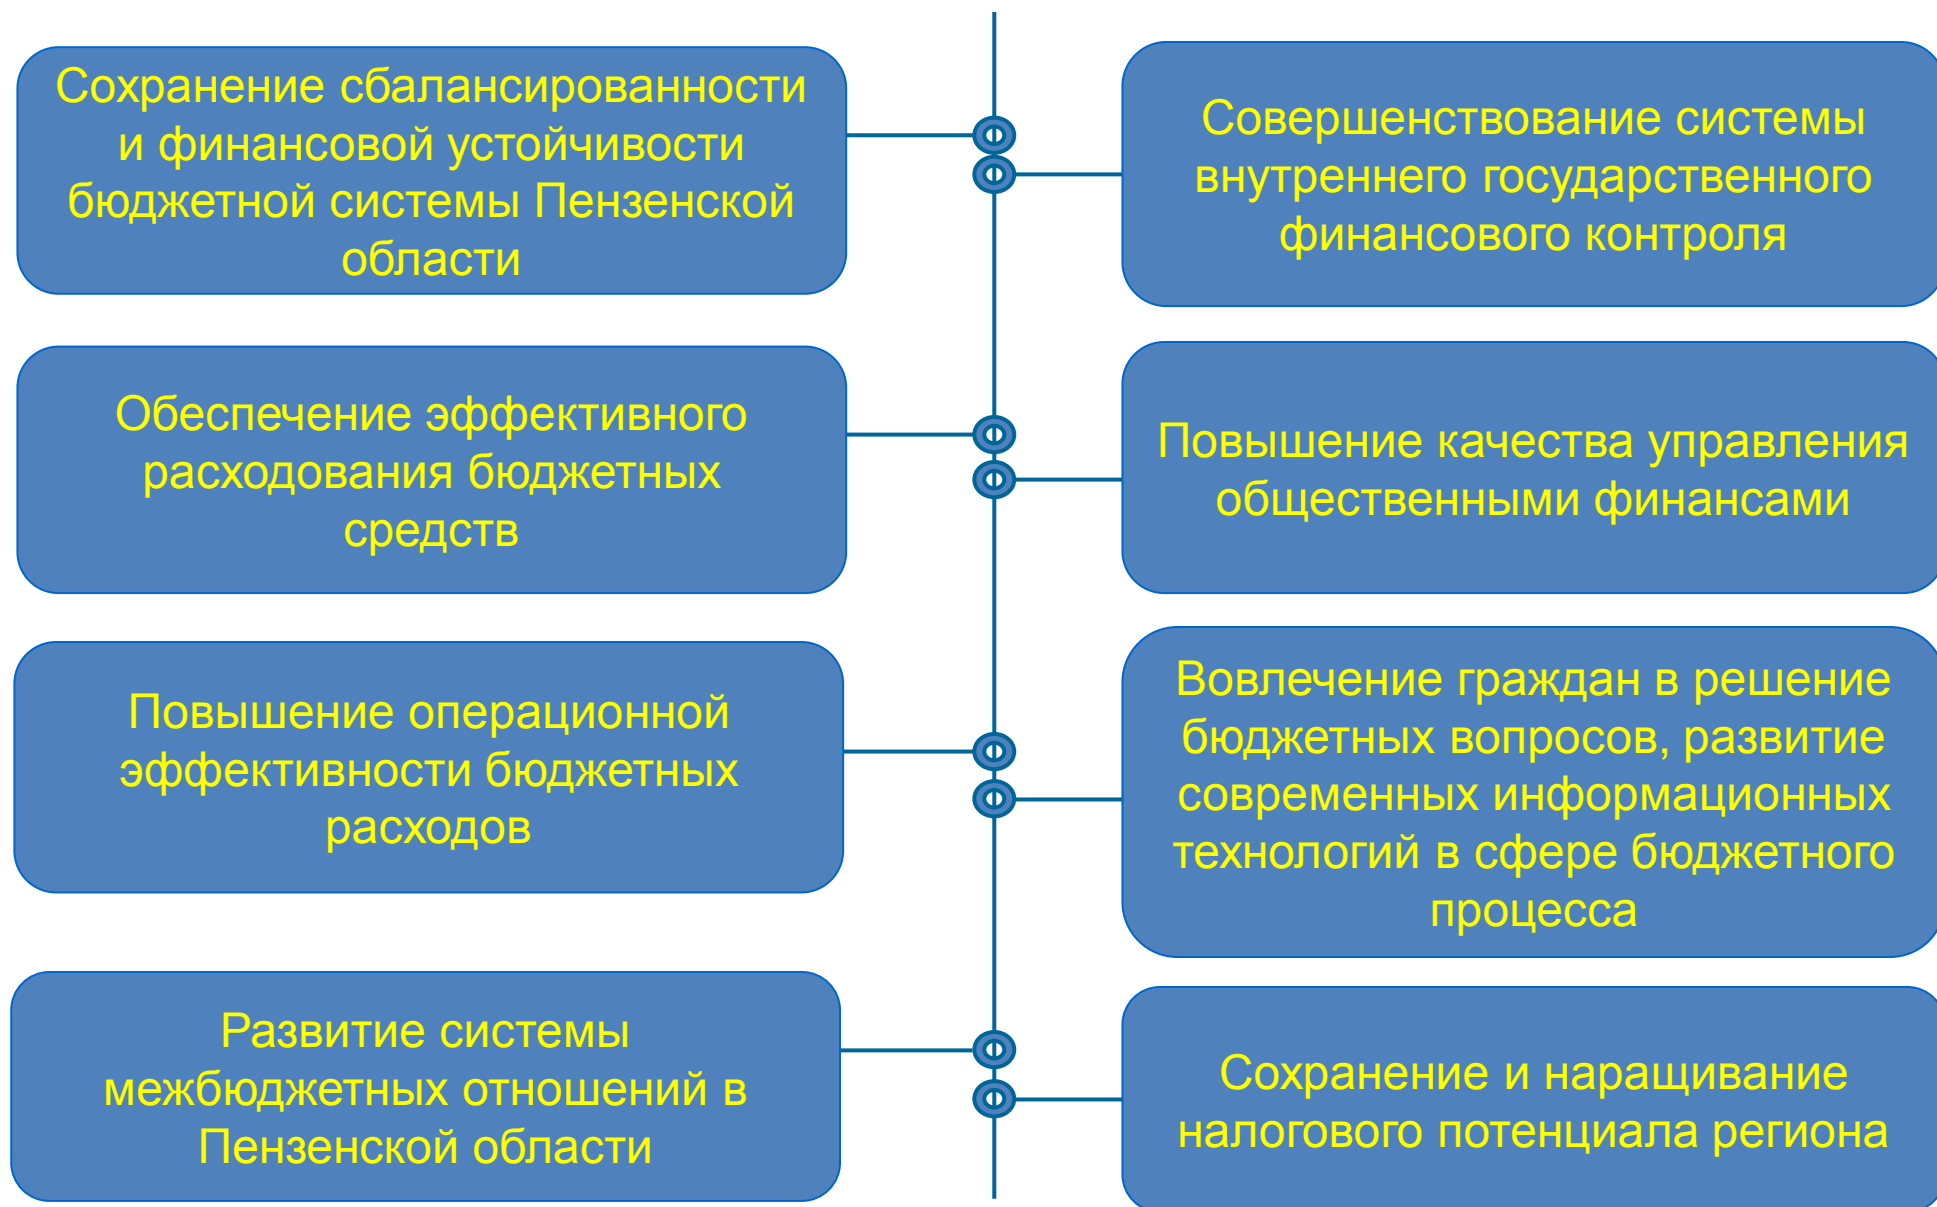 Сохранение сбалансированности
и финансовой устойчивости
бюджетной системы Пензенской
области
Совершенствование системы
внутреннего государственного
финансового контроля
Обеспечение эффективного
расходования бюджетных
средств
Повышение качества управления
общественными финансами
Повышение операционной
эффективности бюджетных
расходов
Вовлечение граждан в решение
бюджетных вопросов, развитие
современных информационных
технологий в сфере бюджетного
процесса
Развитие системы
межбюджетных отношений в
Пензенской области
Сохранение и наращивание
налогового потенциала региона